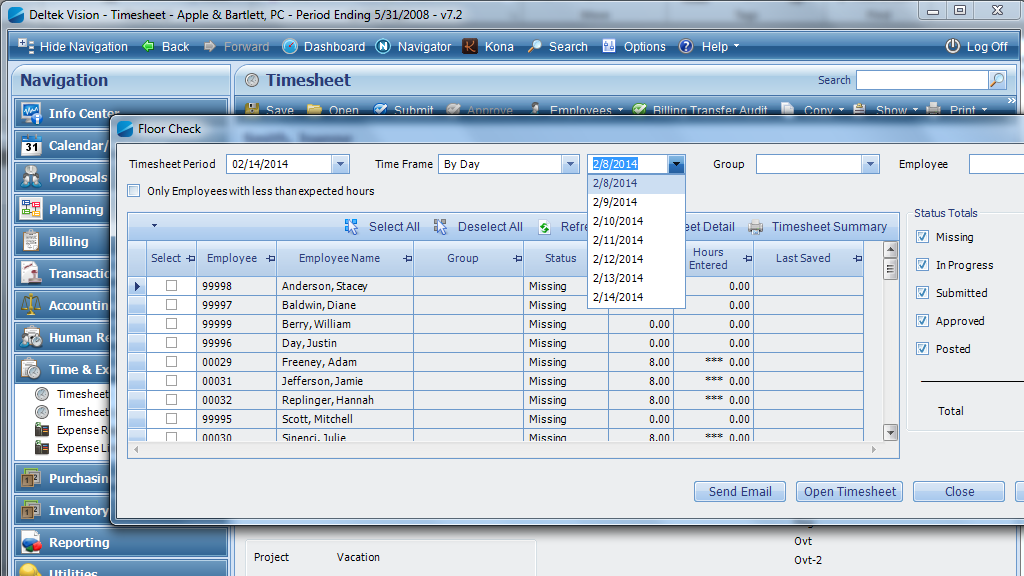 Deltek Vision - Timesheet - Apple & Bartlett, PC - Period Ending 5/31/2008 - v7.2
Hide Navigation Back Forward Dashboard Navigator Kona Search Options Help Log Off
Navigation
Timesheet
Search
Save Open Submit Approve Employees Billing Transfer Audit Copy Show Print
Info Center
31 Calendar/
Proposals
Planning
Billing
Transactio
Accountin
Human Re
Time & Ex
Timesheet
Timesheet
Expense R
Expense Li
Purchasin
Inventory
Reporting
Utilities
Floor Check
Timesheet Period 02/14/2014 Time Frame By Day 2/8/2014 Group Employee
2/8/2014
2/9/2014
2/10/2014
2/11/2014
2/12/2014
2/13/2014
2/14/2014
Only Employees with less than expected hours
Select All Deselect All Refre et Detail Timesheet Summary
Select Employee Employee Name Group Status Hours Entered Last Saved
99998 Anderson, Stacey Missing 0.00
99997 Baldwin, Diane Missing 0.00
99999 Berry, William Missing 0.00 0.00
99996 Day, Justin Missing 0.00 0.00
00029 Freeney, Adam Missing 8.00 *** 0.00
00031 Jefferson, Jamie Missing 8.00 *** 0.00
00032 Replinger, Hannah Missing 8.00 *** 0.00
99995 Scott, Mitchell Missing 0.00 0.00
00030 Sinenci, Julie Missing 8.00 *** 0.00
Status Totals
Missing
In Progress
Submitted
Approved
Posted
Total
Send Email Open Timesheet Close
Project Vacation
Ovt
Ovt-2